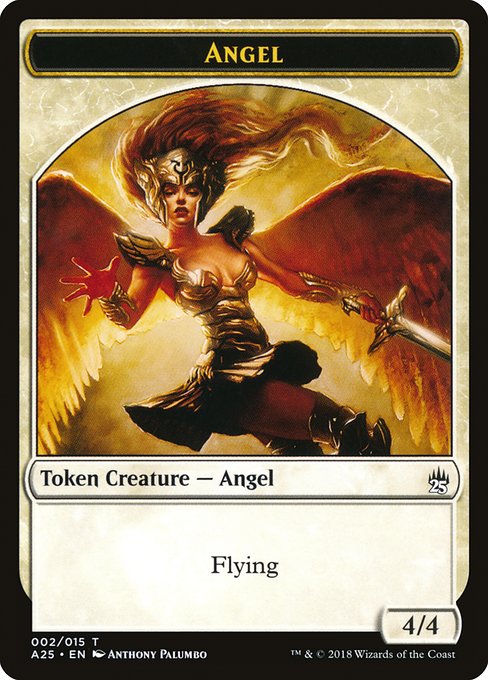 ANGEL
Token Creature — Angel
25
Flying
4/4
002/015 T
A25 • EN ANTHONY PALUMBO
™ & © 2018 Wizards of the Coast